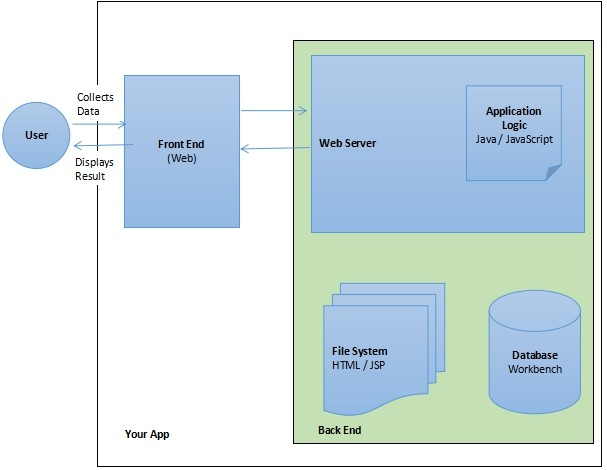 Collects
Data
User
Displays
Result
Front End
(Web)
Web Server
Application
Logic
Java / JavaScript
File System
HTML / JSP
Database
Workbench
Your App
Back End